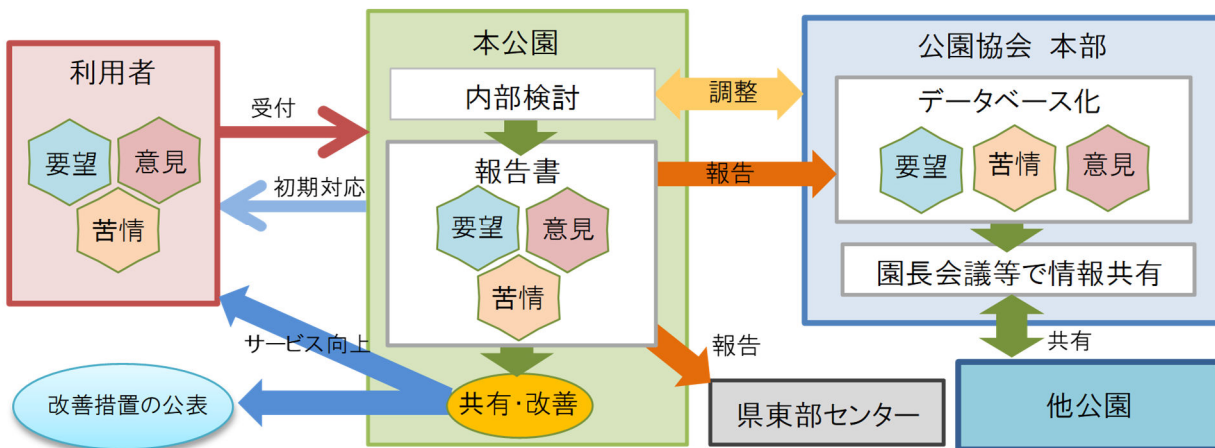 利用者
要望
意見
苦情
受付
初期対応
サービス向上
改善措置の公表
本公園
内部検討
報告書
要望
意見
苦情
共有・改善
調整
報告
報告
県東部センター
公園協会 本部
データベース化
要望
苦情
意見
園長会議等で情報共有
共有
他公園